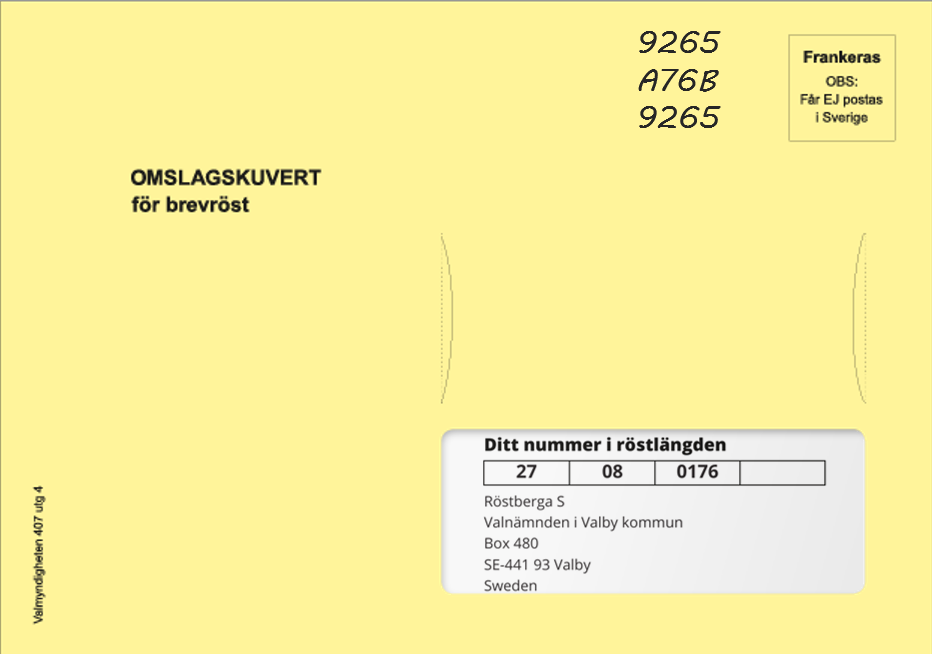 9265
A76B
9265
Frankeras
OBS:
Får EJ postas
i Sverige
OMSLAGSKUVERT
för brevröst
Ditt nummer i röstlängden
27 08 0176
Röstberga S
Valnämnden i Valby kommun
Box 480
SE-441 93 Valby
Sweden
Valmyndigheten 407 utg 4